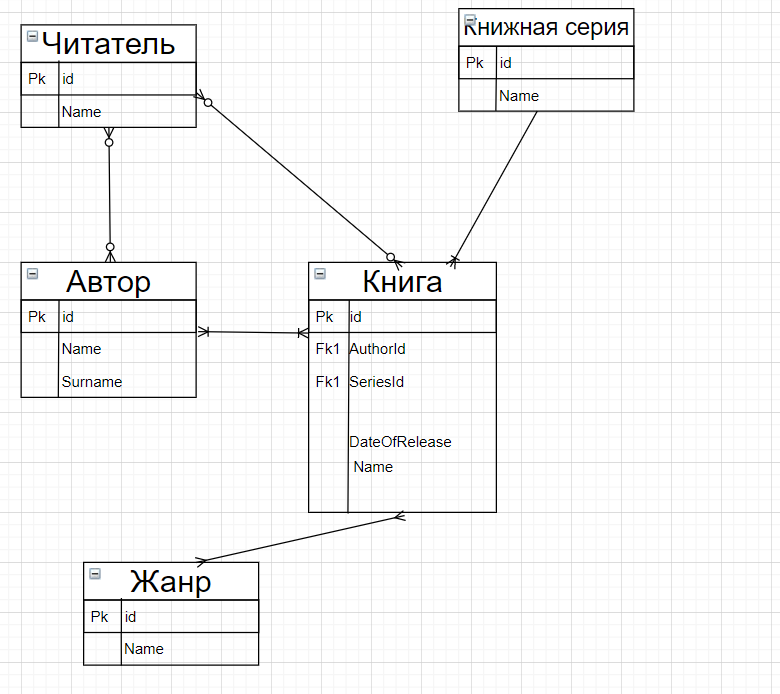 Читатель
Pk id
Name
Книжная серия
Pk id
Name
Автор
Pk id
Name
Surname
Книга
Pk id
Fk1 AuthorId
Fk1 SeriesId
DateOfRelease
Name
Жанр
Pk id
Name